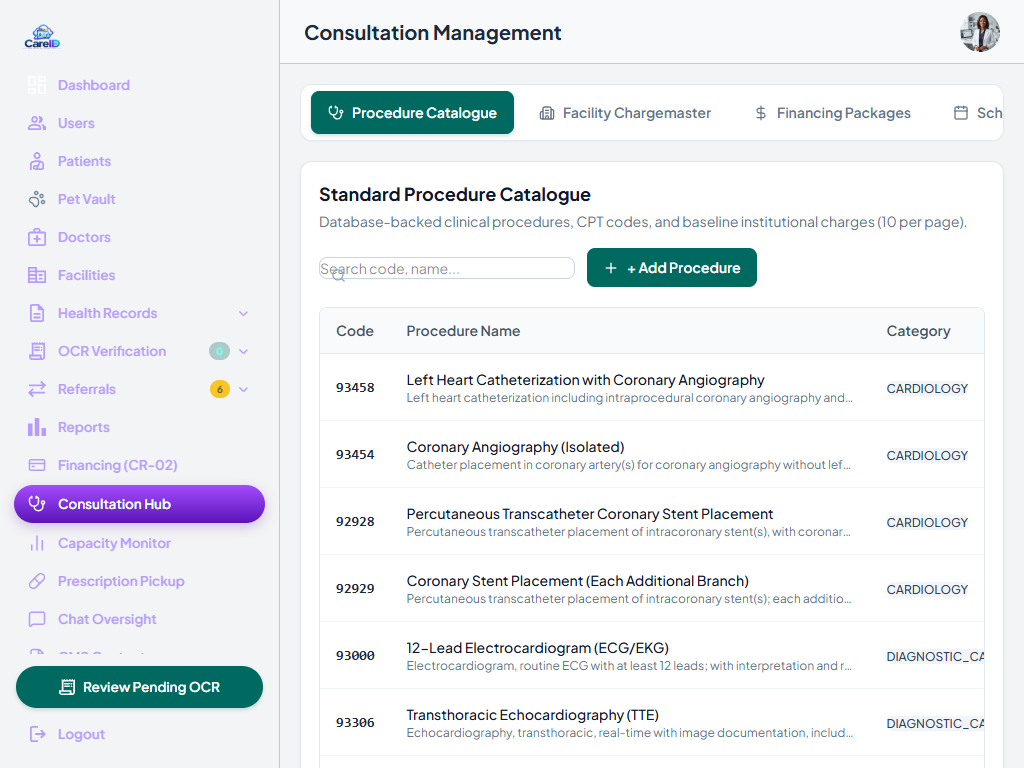 CareID
Dashboard
Users
Patients
Pet Vault
Doctors
Facilities
Health Records
OCR Verification 0
Referrals 6
Reports
Financing (CR-02)
Consultation Hub
Capacity Monitor
Prescription Pickup
Chat Oversight
Review Pending OCR
Logout
Consultation Management
Procedure Catalogue
Facility Chargemaster
Financing Packages
Sch
Standard Procedure Catalogue
Database-backed clinical procedures, CPT codes, and baseline institutional charges (10 per page).
Search code, name...
+ Add Procedure
Code Procedure Name Category
93458 Left Heart Catheterization with Coronary Angiography CARDIOLOGY
Left heart catheterization including intraprocedural coronary angiography and...
93454 Coronary Angiography (Isolated) CARDIOLOGY
Catheter placement in coronary artery(s) for coronary angiography without lef...
92928 Percutaneous Transcatheter Coronary Stent Placement CARDIOLOGY
Percutaneous transcatheter placement of intracoronary stent(s), with coronar...
92929 Coronary Stent Placement (Each Additional Branch) CARDIOLOGY
Percutaneous transcatheter placement of intracoronary stent(s); each additio...
93000 12-Lead Electrocardiogram (ECG/EKG) DIAGNOSTIC_CA
Electrocardiogram, routine ECG with at least 12 leads; with interpretation and r...
93306 Transthoracic Echocardiography (TTE) DIAGNOSTIC_CA
Echocardiography, transthoracic, real-time with image documentation, includ...